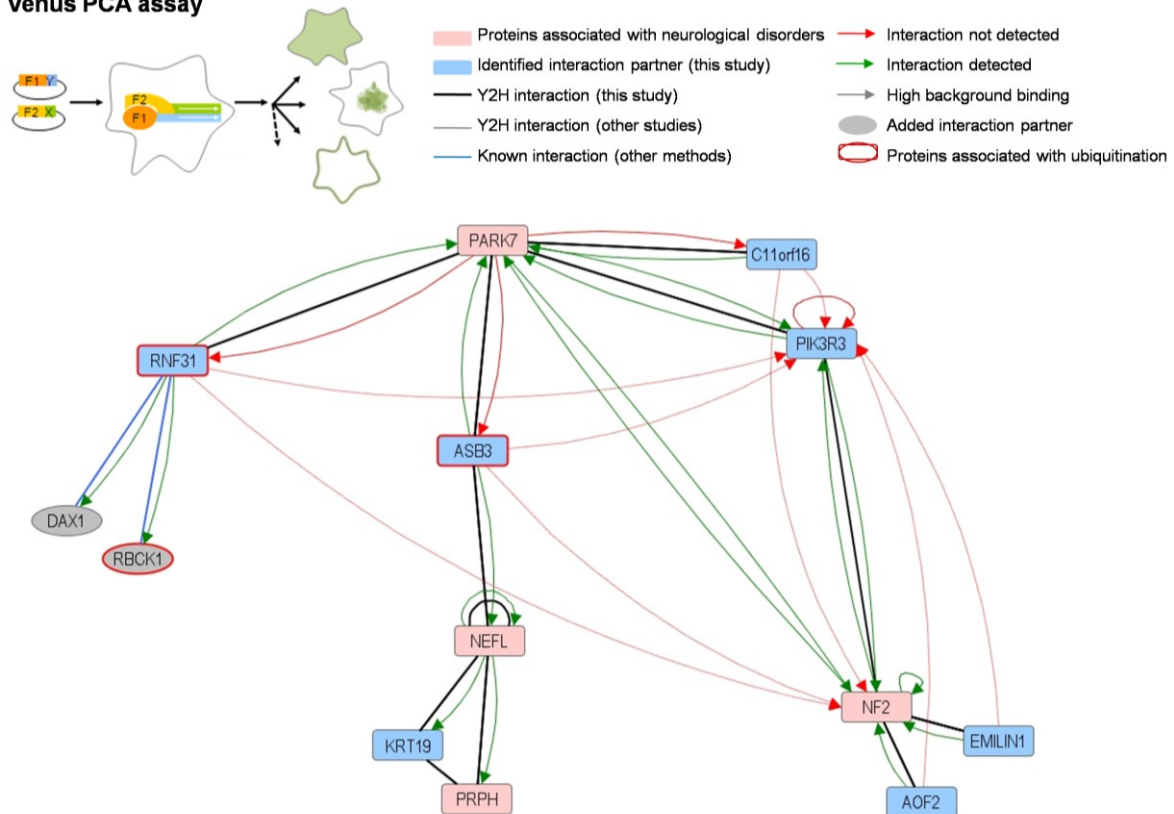 Venus PCA assay
F1 Y
F2 X
F2
F1
Proteins associated with neurological disorders
Identified interaction partner (this study)
Y2H interaction (this study)
Y2H interaction (other studies)
Known interaction (other methods)
Interaction not detected
Interaction detected
High background binding
Added interaction partner
Proteins associated with ubiquitination
PARK7
C11orf16
PIK3R3
RNF31
ASB3
DAX1
RBCK1
NEFL
NF2
KRT19
EMILIN1
PRPH
AOF2